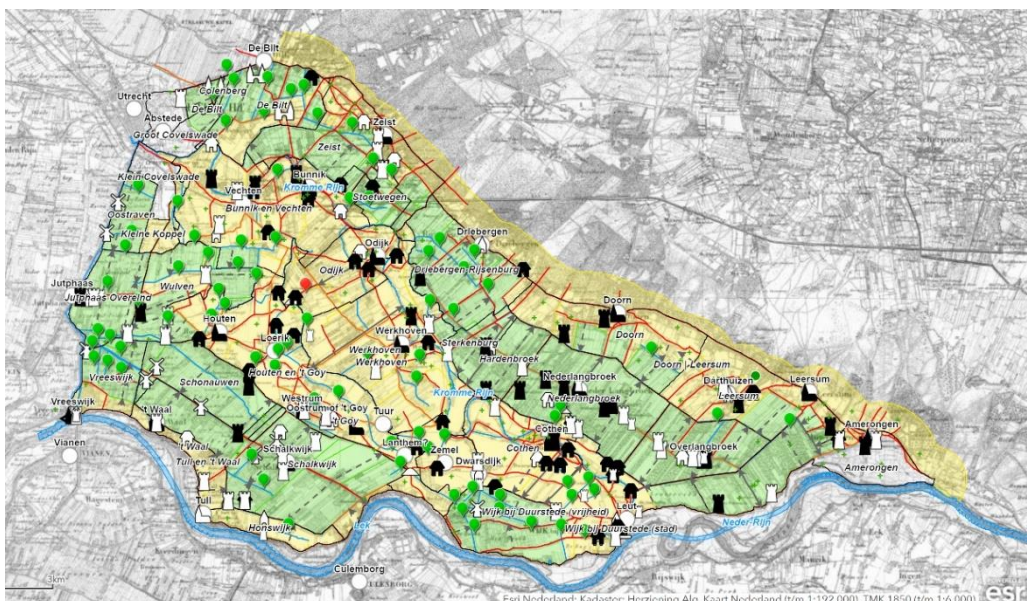 De Bilt
Colenberg
Utrecht
De Bilt
De Bilt
Abstede
Zeist
Groot Covelswade
Zeist
Klein Covelswade
Bunnik
Vechten
Kromme Rijn
Stoetwegen
Oostraven
Bunnik en Vechten
Kleine Koppel
Driebergen
Odijk
Odijk
Driebergen-Rijsenburg
Wulven
Jutphaas
Jutphaas-Overeind
Doorn
Houten
Loerik
Werkhoven
Doorn
Sterkenburg
Werkhoven
Werkhoven
Hardenbroek
Doorn-Leersum
Houten en 't Goy
Vreeswijk
Schonauwen
Nederlangbroek
Darthuizen
Leersum
Leersum
Kromme Rijn
Westrum
Nederlangbroek
Vreeswijk
't Waal
Oostrum of 't Goy
Tuur
't Goy
Amerongen
Vianen
Cothen
Lanthem ?
Cothen
Zemel
Overlangbroek
't Waal
Schalkwijk
Tull en 't Waal
Schalkwijk
Dwarsdijk
Amerongen
Tull
Leut
Wijk bij Duurstede (vrijheid)
Honswijk
Lek
Wijk bij Duurstede (stad)
Neder Rijn
Culemborg
3km
Esri Nederland; Kadaster; Herziening Alg. Kaart Nederland (t/m 1:192.000), TMK 1850 (t/m 1:6.000)
esri